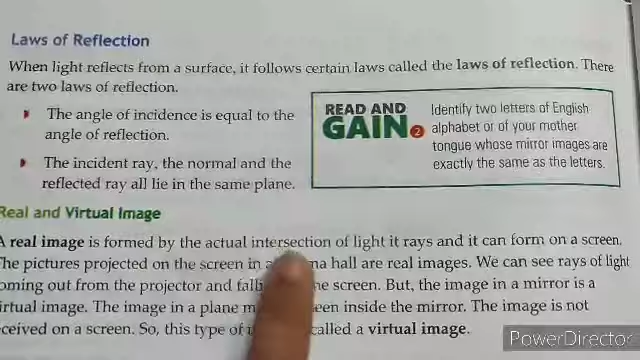 Laws of Reflection
When light reflects from a surface, it follows certain laws called the laws of reflection. There
are two laws of reflection.
The angle of incidence is equal to the
angle of reflection.
The incident ray, the normal and the
reflected ray all lie in the same plane.
READ AND
GAIN 2
Identify two letters of English
alphabet or of your mother
tongue whose mirror images are
exactly the same as the letters.
Real and Virtual Image
A real image is formed by the actual intersection of light it rays and it can form on a screen.
The pictures projected on the screen in a hall are real images. We can see rays of light
coming out from the projector and the screen. But, the image in a mirror is a
virtual image. The image in a plane inside the mirror. The image is not
received on a screen. So, this type of called a virtual image.
PowerDirector